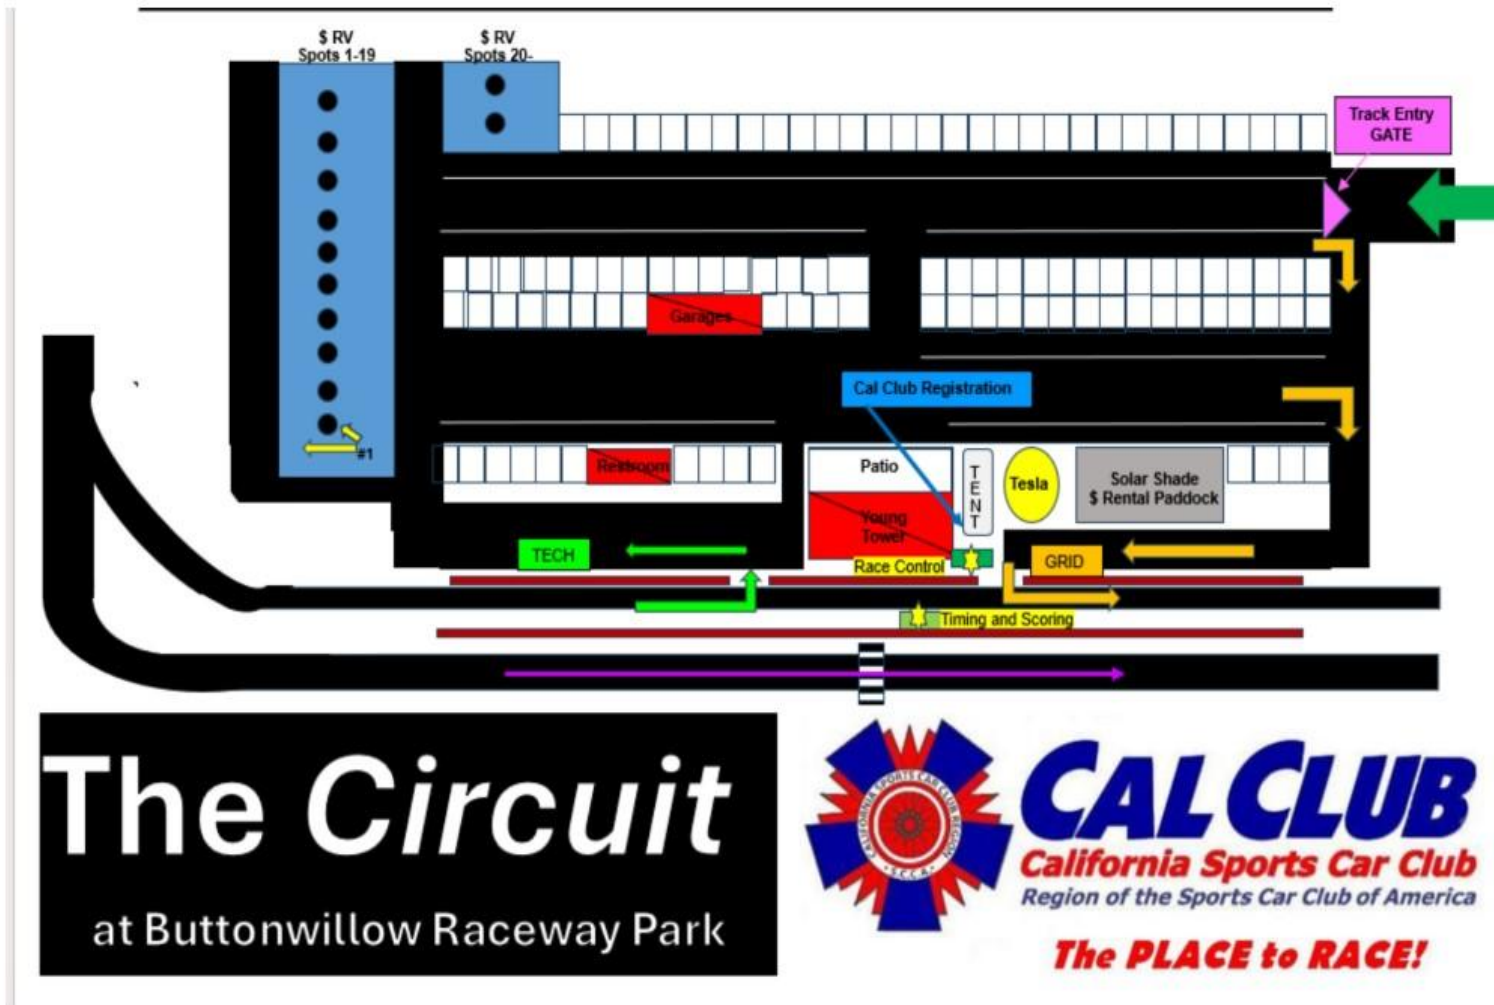 $ RV
Spots 1-19
$ RV
Spots 20-
Track Entry
GATE
Garages
Cal Club Registration
#1
Restroom
Patio
TENT
Tesla
Solar Shade
$ Rental Paddock
Young
Tower
TECH
Race Control
GRID
Timing and Scoring
The Circuit
at Buttonwillow Raceway Park
CALIFORNIA SPORTS CAR CLUB REGION
S.C.C.A.
CAL CLUB
California Sports Car Club
Region of the Sports Car Club of America
The PLACE to RACE!